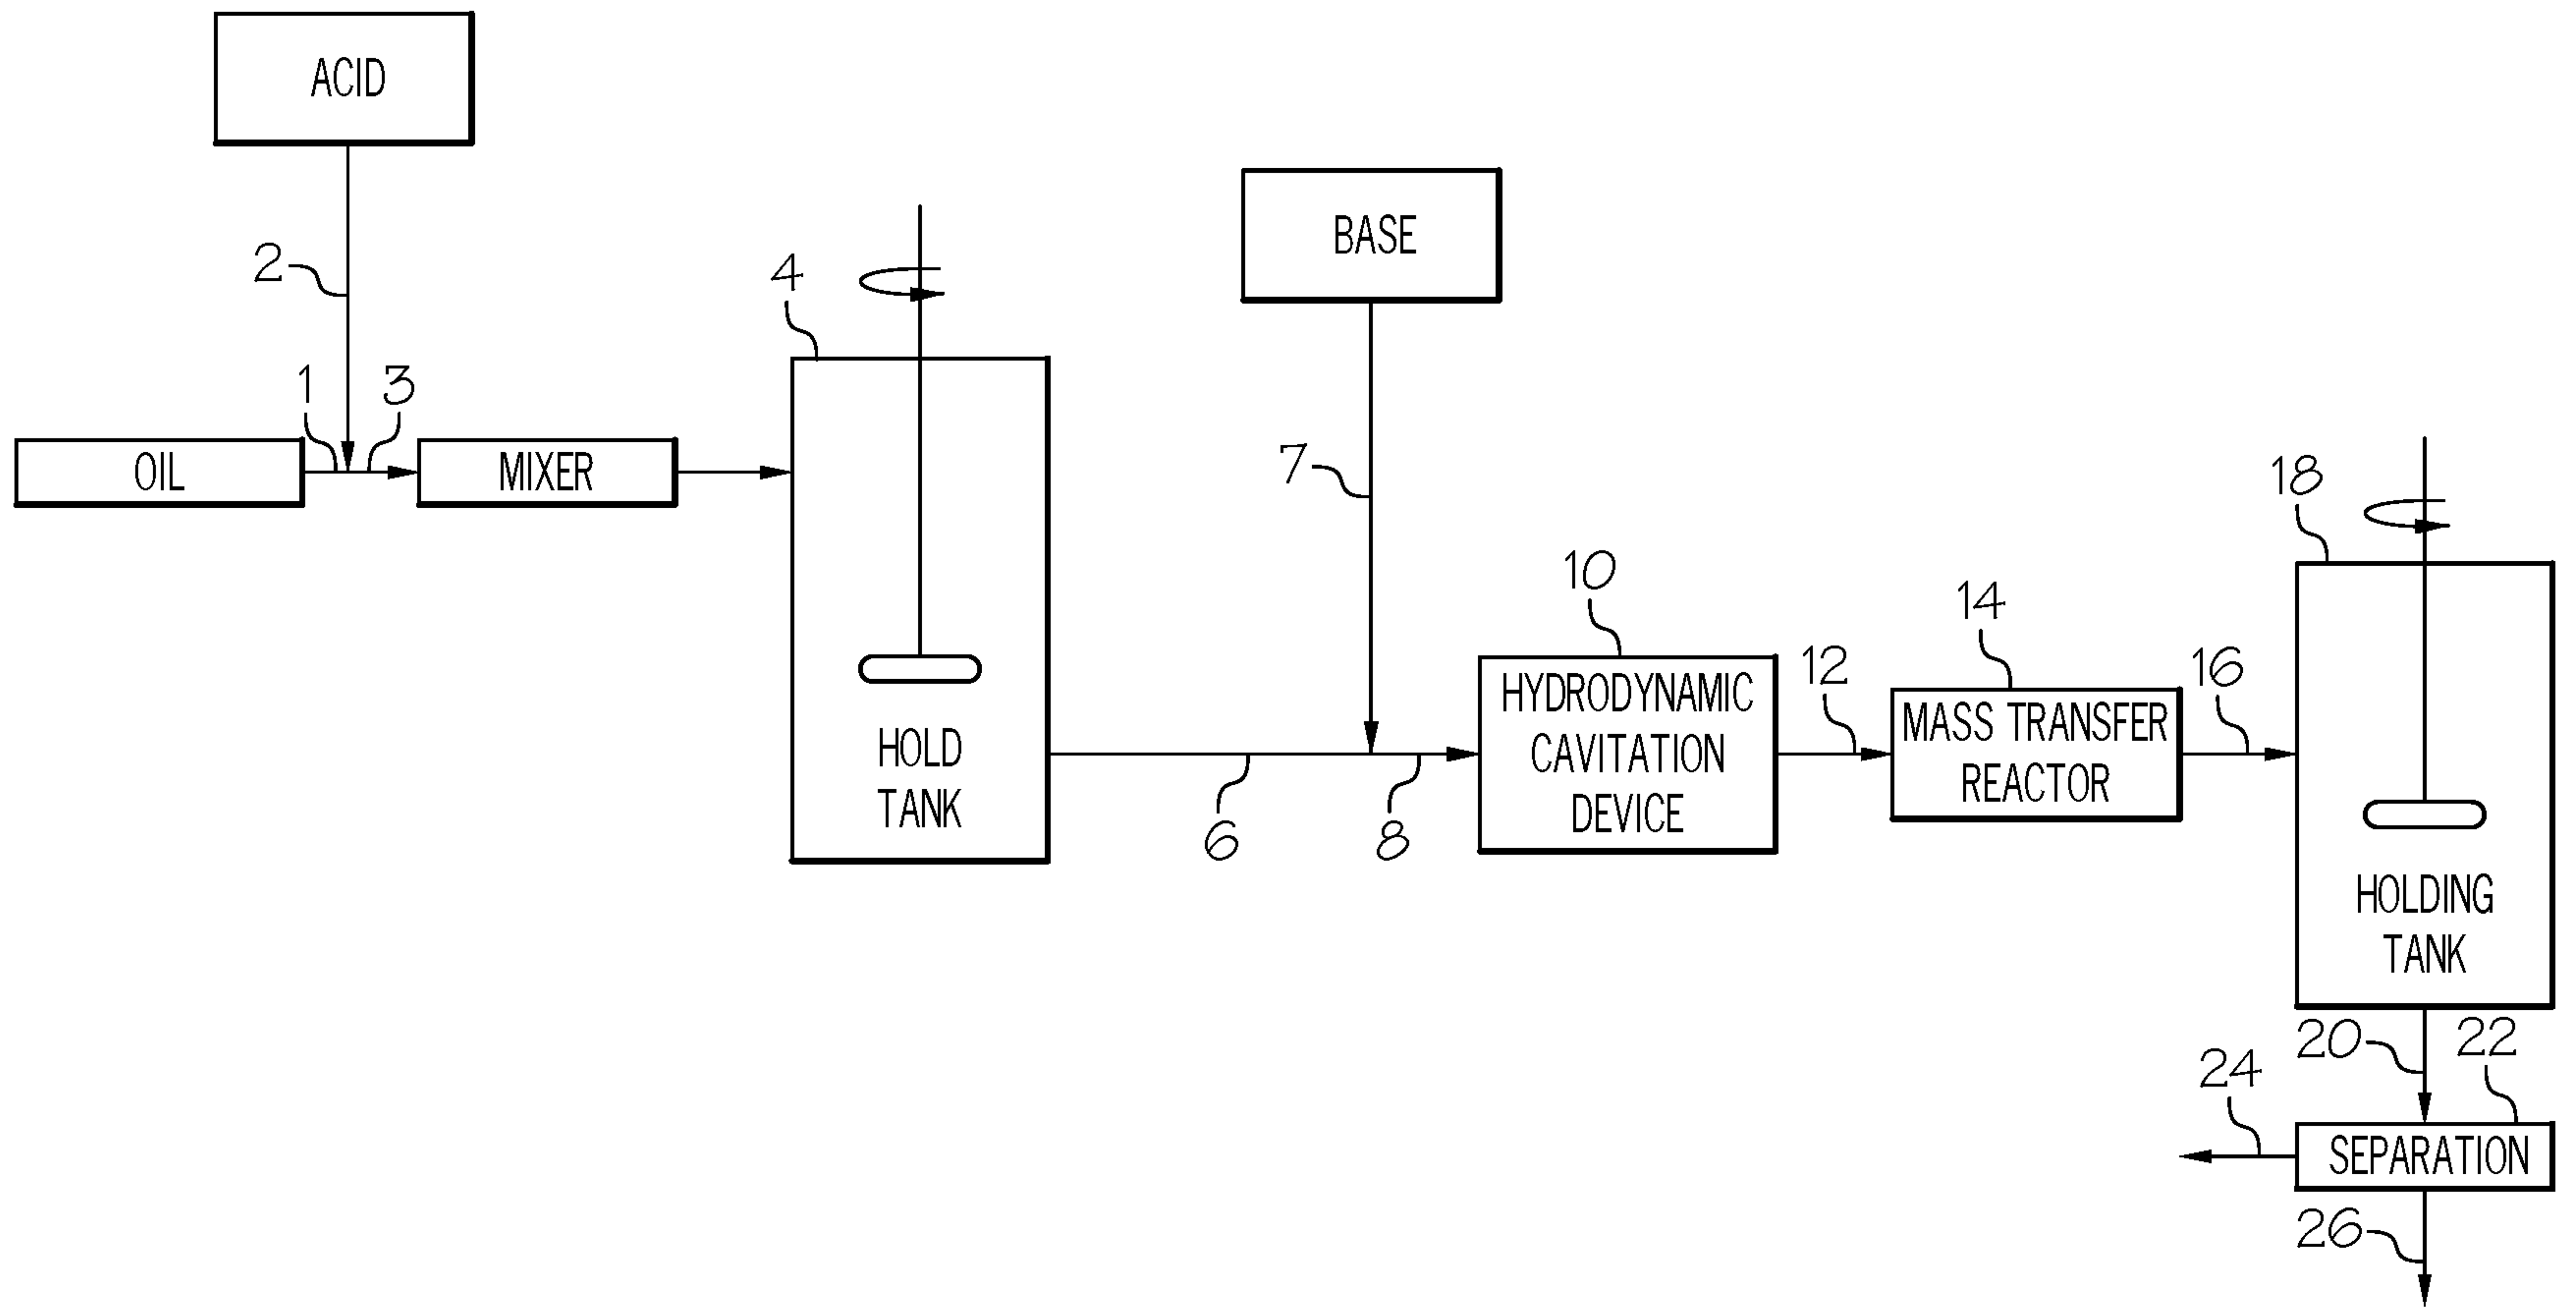 ACID
2
BASE
4
1
3
OIL
MIXER
7
18
10
14
12
16
HYDRODYNAMIC
CAVITATION
DEVICE
MASS TRANSFER
REACTOR
HOLD
TANK
6
8
HOLDING
TANK
20
22
24
SEPARATION
26